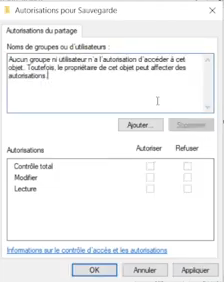 Autorisations pour Sauvegarde
Autorisations du partage
Noms de groupes ou d'utilisateurs :
Aucun groupe ni utilisateur n'a l'autorisation d'accéder à cet
objet. Toutefois, le propriétaire de cet objet peut affecter des
autorisations.
Ajouter... Supprimer
Autorisations Autoriser Refuser
Contrôle total
Modifier
Lecture
Informations sur le contrôle d'accès et les autorisations
OK Annuler Appliquer